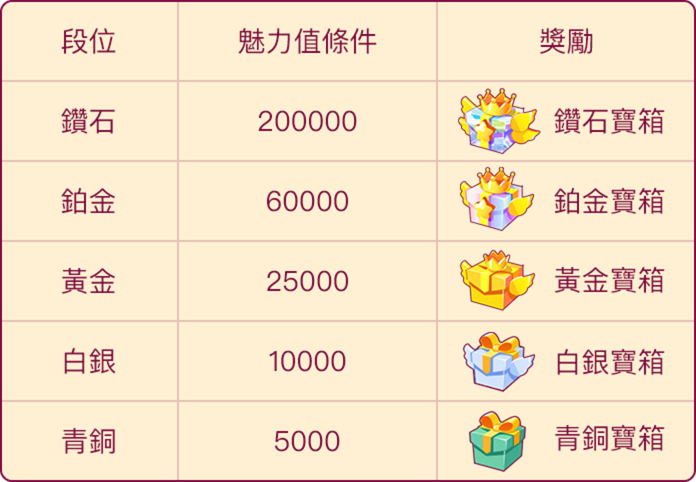 段位 魅力值條件 獎勵
鑽石 200000 鑽石寶箱
鉑金 60000 鉑金寶箱
黃金 25000 黃金寶箱
白銀 10000 白銀寶箱
青銅 5000 青銅寶箱